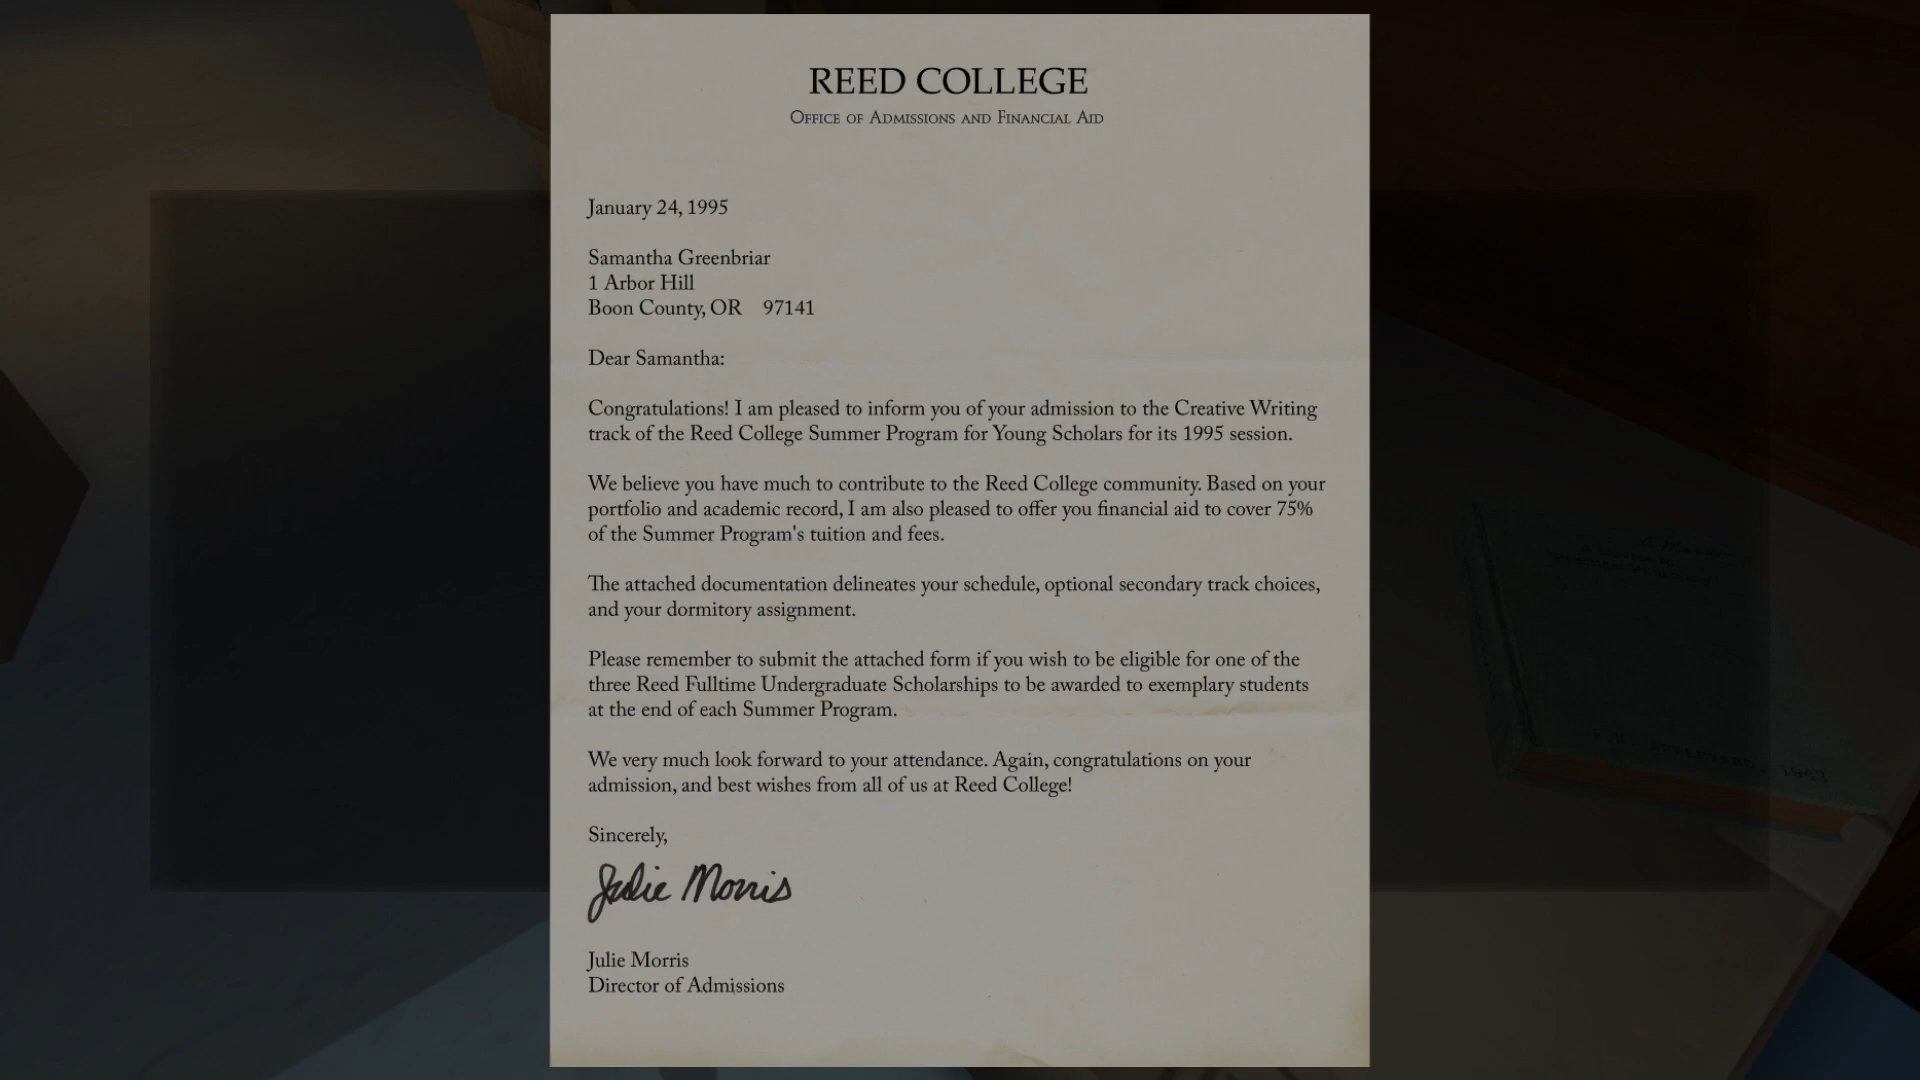 REED COLLEGE
Office of Admissions and Financial Aid
January 24, 1995
Samantha Greenbriar
1 Arbor Hill
Boon County, OR 97141
Dear Samantha:
Congratulations! I am pleased to inform you of your admission to the Creative Writing
track of the Reed College Summer Program for Young Scholars for its 1995 session.
We believe you have much to contribute to the Reed College community. Based on your
portfolio and academic record, I am also pleased to offer you financial aid to cover 75%
of the Summer Program's tuition and fees.
The attached documentation delineates your schedule, optional secondary track choices,
and your dormitory assignment.
Please remember to submit the attached form if you wish to be eligible for one of the
three Reed Fulltime Undergraduate Scholarships to be awarded to exemplary students
at the end of each Summer Program.
We very much look forward to your attendance. Again, congratulations on your
admission, and best wishes from all of us at Reed College!
Sincerely,
Julie Morris
Julie Morris
Director of Admissions